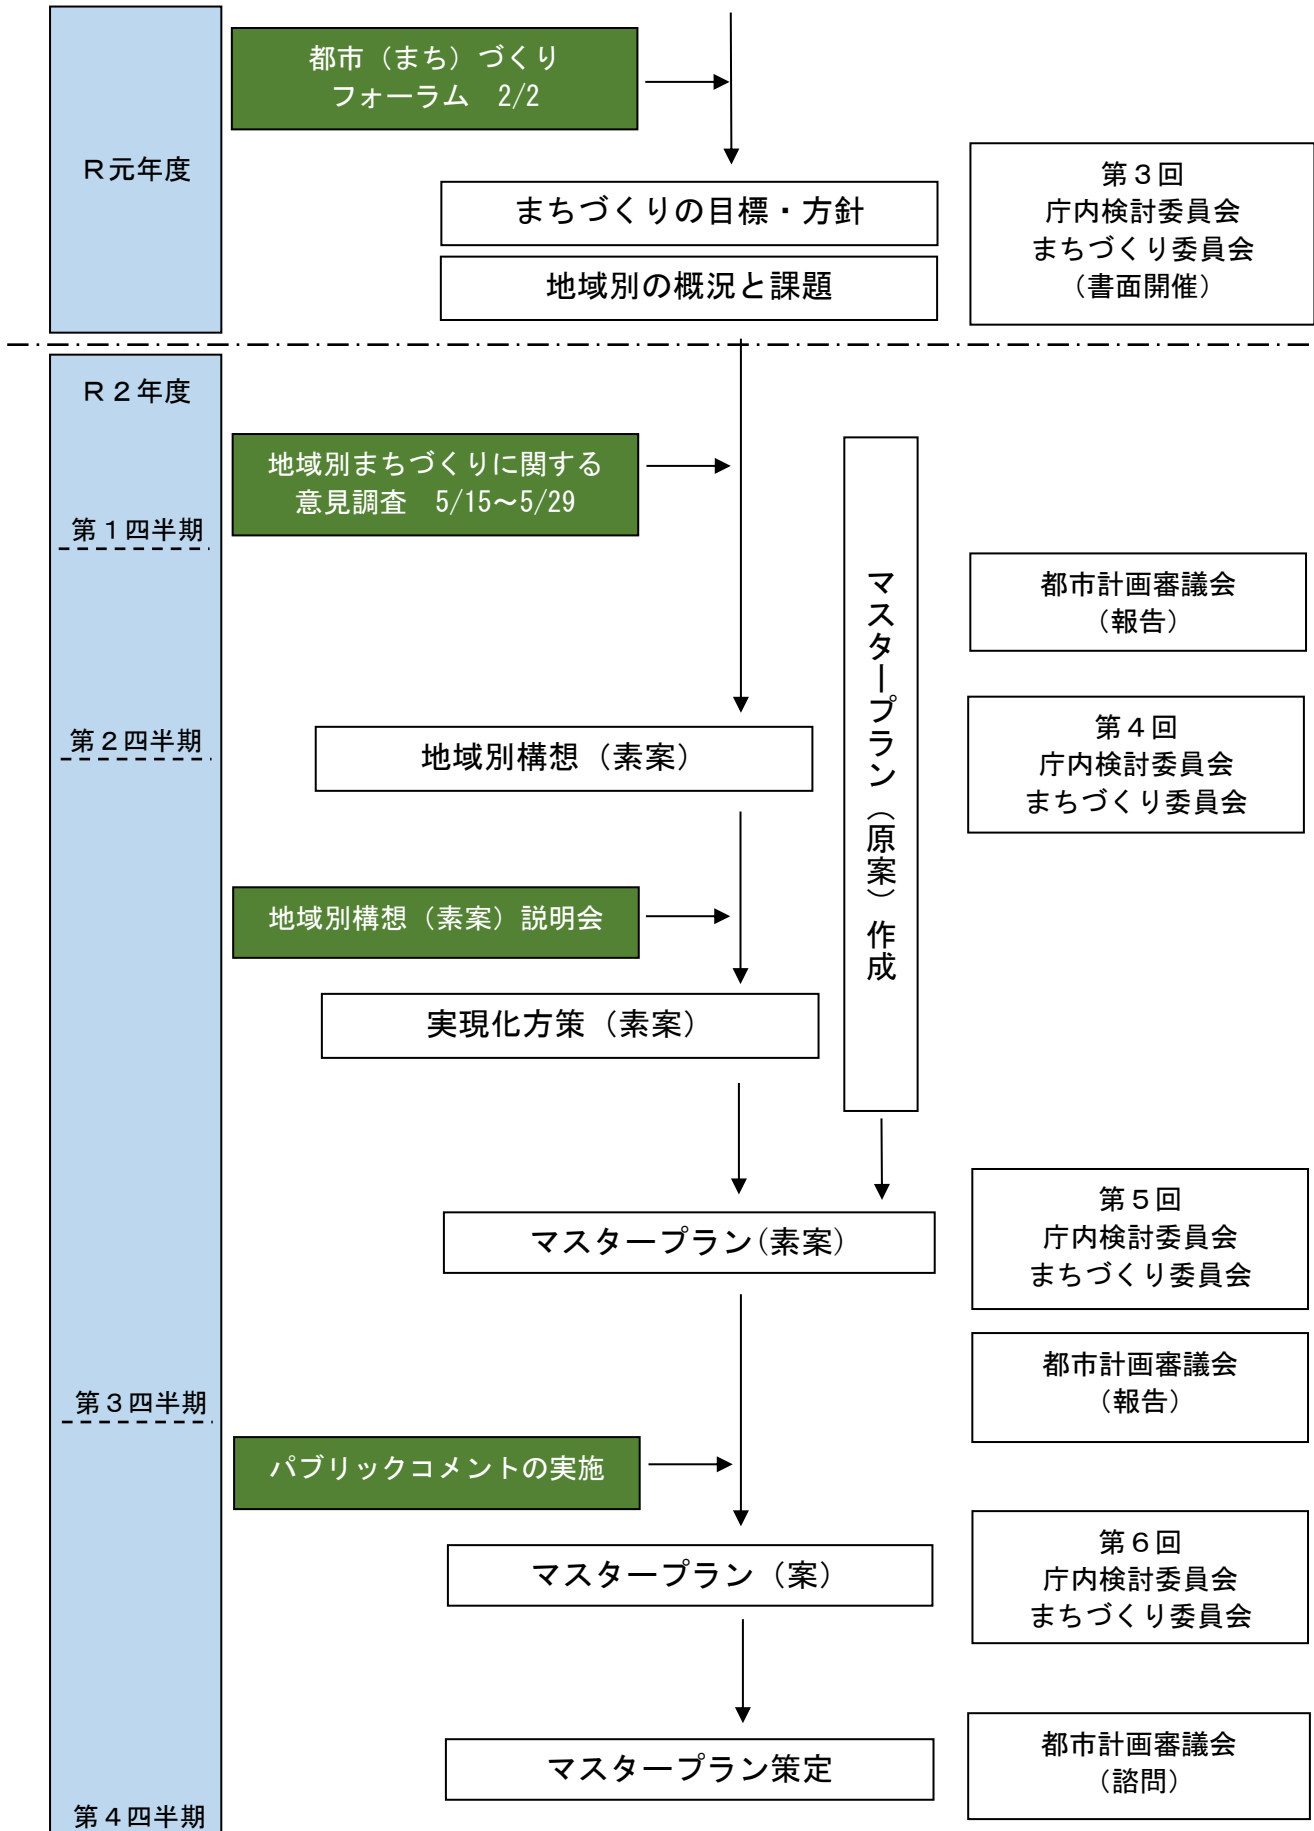 都市（まち）づくり
フォーラム　2/2
Ｒ元年度
第３回
庁内検討委員会
まちづくり委員会
（書面開催）
まちづくりの目標・方針
地域別の概況と課題
Ｒ２年度
地域別まちづくりに関する
意見調査　5/15～5/29
第１四半期
マスタープラン（原案）作成
都市計画審議会
（報告）
第２四半期
地域別構想（素案）
第４回
庁内検討委員会
まちづくり委員会
地域別構想（素案）説明会
実現化方策（素案）
マスタープラン（素案）
第５回
庁内検討委員会
まちづくり委員会
都市計画審議会
（報告）
第３四半期
パブリックコメントの実施
マスタープラン（案）
第６回
庁内検討委員会
まちづくり委員会
マスタープラン策定
都市計画審議会
（諮問）
第４四半期